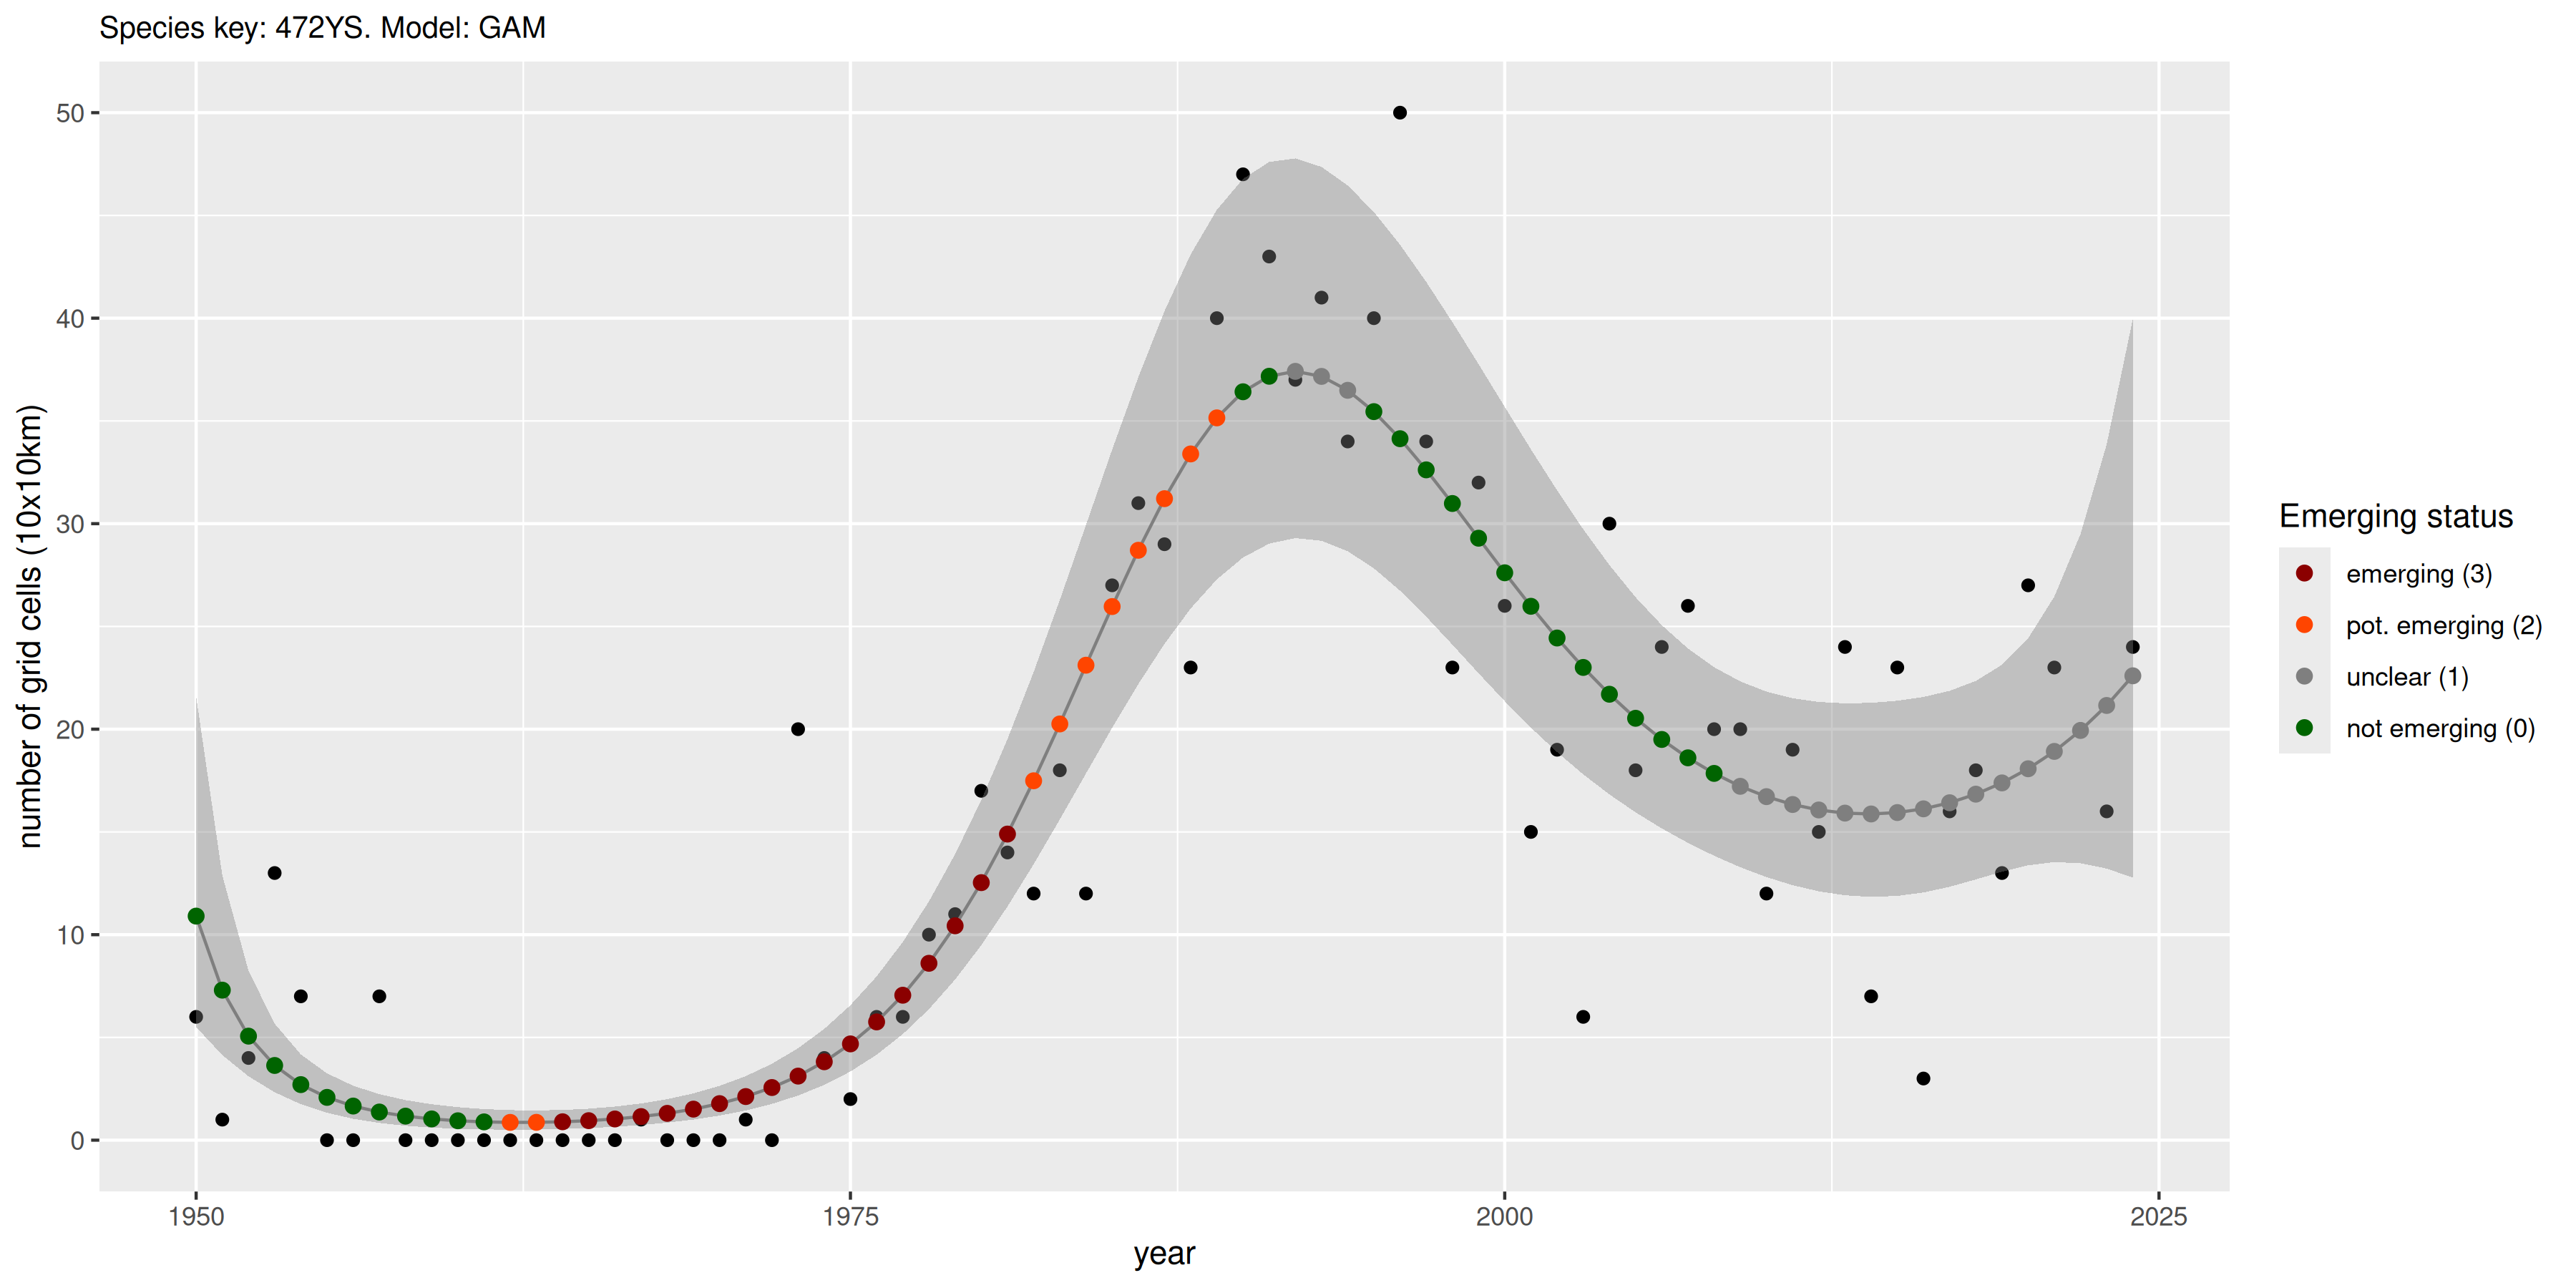 Species key: 472YS. Model: GAM
50
40
30
20
10
0
number of grid cells (10x10km)
1950
1975
2000
2025
year
Emerging status
emerging (3)
pot. emerging (2)
unclear (1)
not emerging (0)